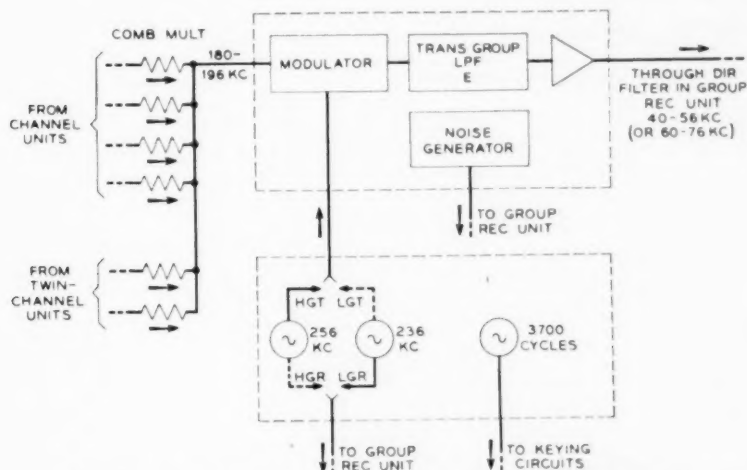 COMB MULT
180-
196 KC
MODULATOR
TRANS GROUP
LPF
E
THROUGH DIR
FILTER IN GROUP
REC UNIT
40-56 KC
(OR 60-76 KC)
FROM
CHANNEL
UNITS
NOISE
GENERATOR
TO GROUP
REC UNIT
FROM
TWIN-
CHANNEL
UNITS
HGT LGT
256
KC
236
KC
3700
CYCLES
HGR LGR
TO GROUP
REC UNIT
TO KEYING
CIRCUITS